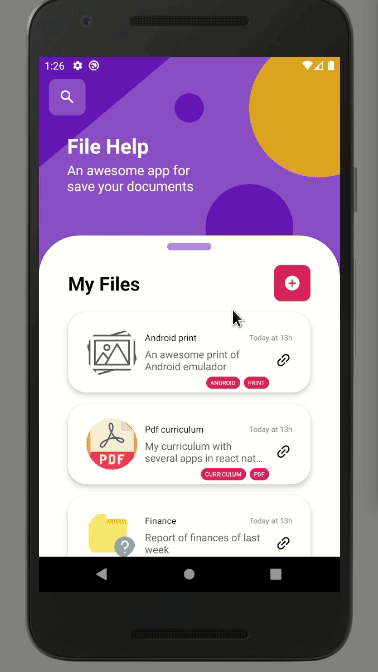 1:26
File Help
An awesome app for
save your documents
My Files
Android print
Today at 13h
An awesome print of
Android emulador
ANDROID
PRINT
Pdf curriculum
Today at 13h
My curriculum with
several apps in react nat...
PDF
CURRICULUM
PDF
Finance
Today at 13h
Report of finances of last
week
?